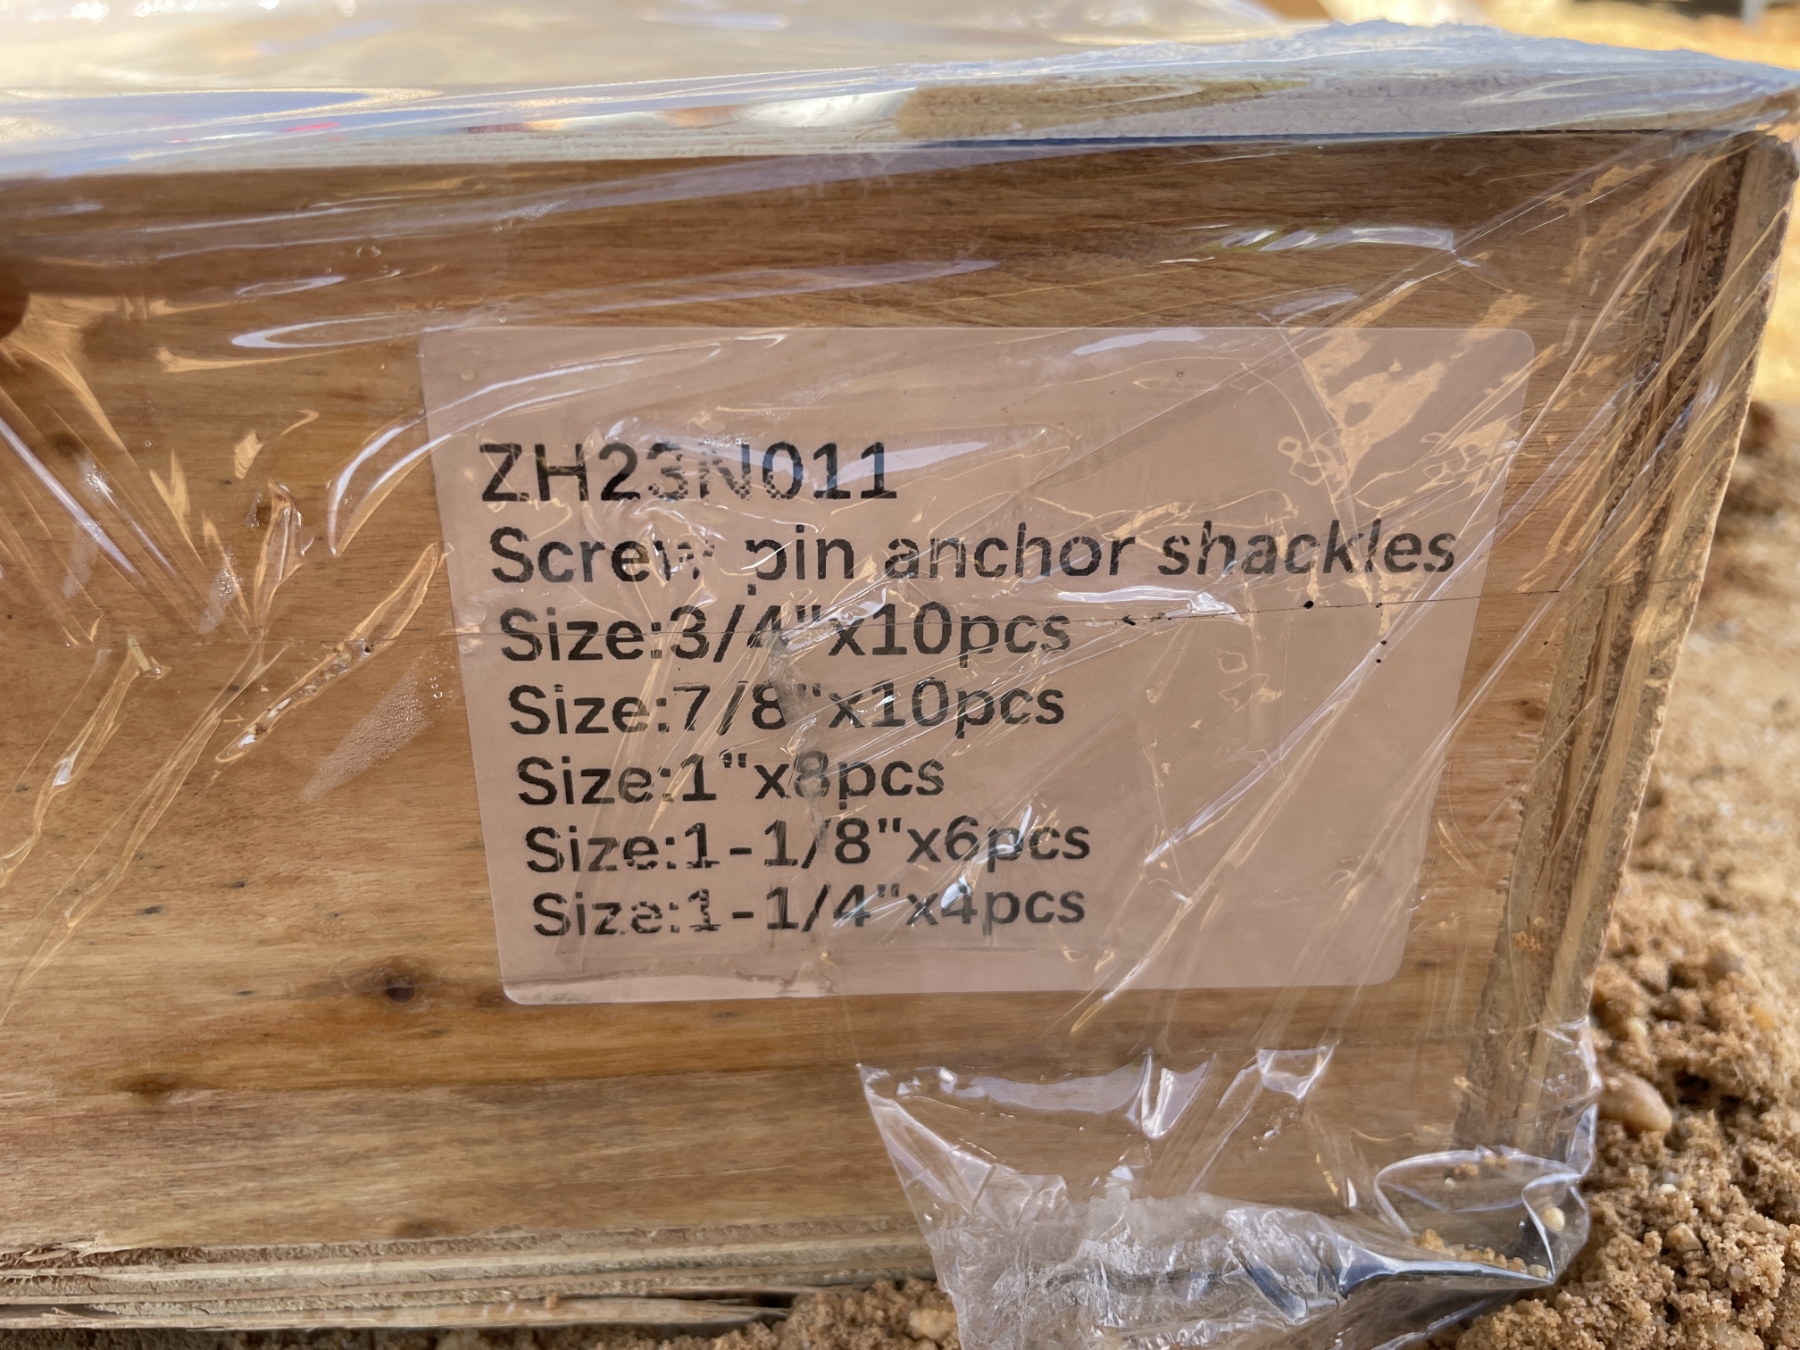 ZH23N011
Screw pin anchor shackles
Size:3/4"x10pcs
Size:7/8"x10pcs
Size:1"x8pcs
Size:1-1/8"x6pcs
Size:1-1/4"x4pcs